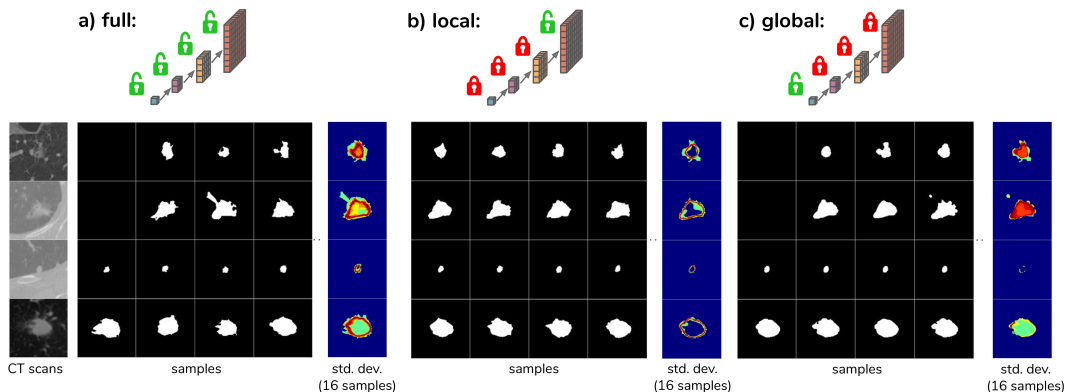 a) full:
b) local:
c) global:
CT scans
samples
std. dev.
(16 samples)
samples
std. dev.
(16 samples)
samples
std. dev.
(16 samples)